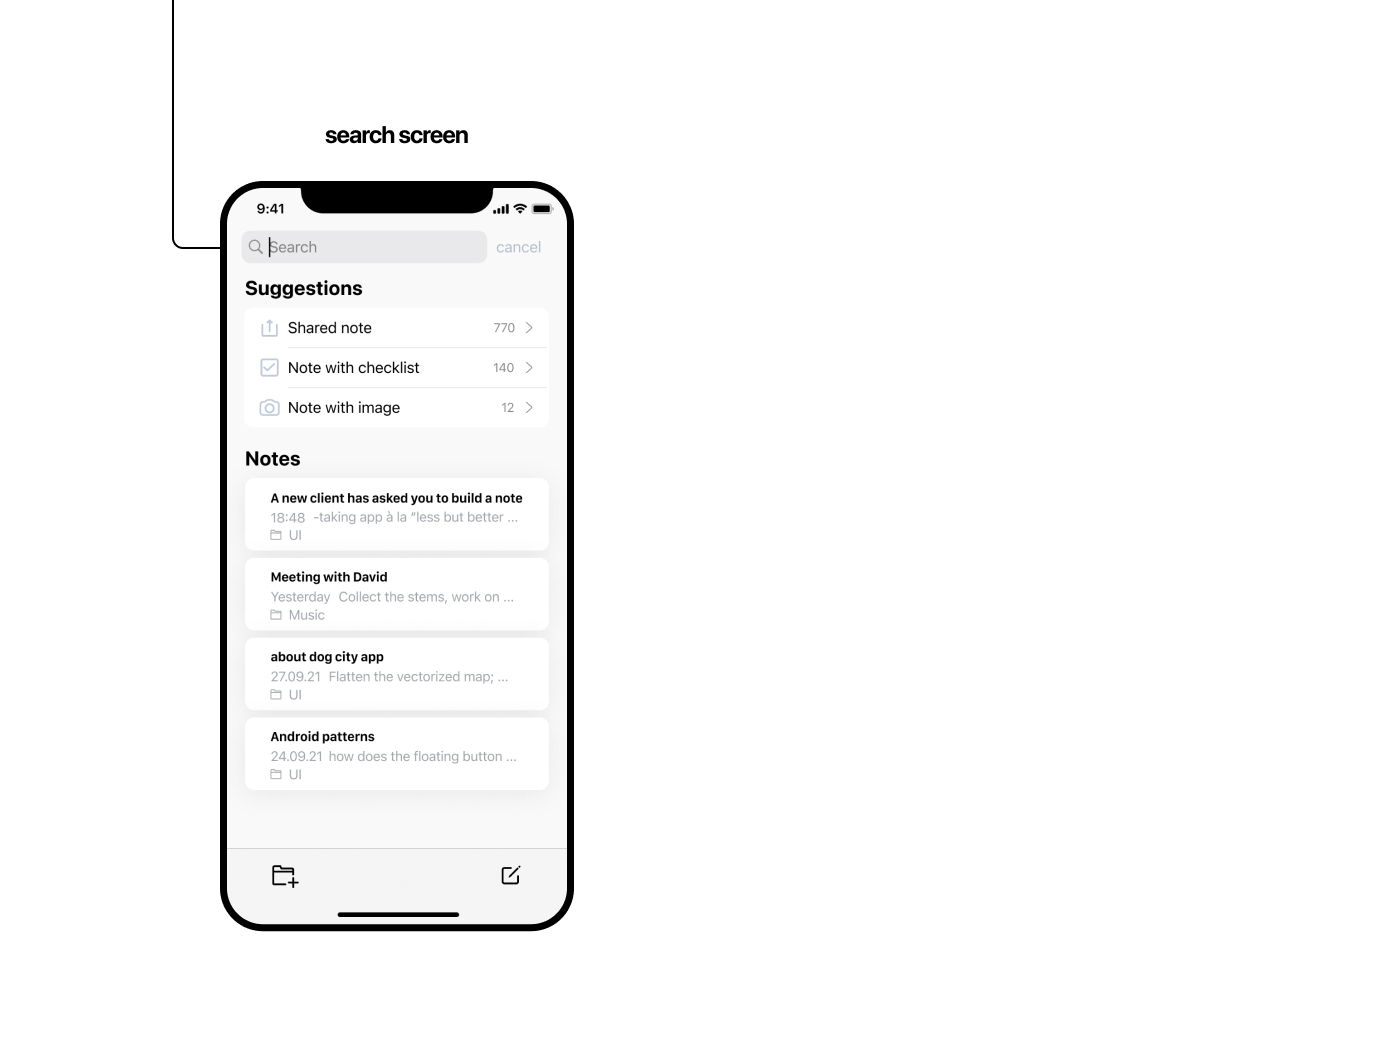 search screen
9:41
Search
cancel
Suggestions
Shared note 770
Note with checklist 140
Note with image 12
Notes
A new client has asked you to build a note
18:48 -taking app à la “less but better ...
UI
Meeting with David
Yesterday Collect the stems, work on ...
Music
about dog city app
27.09.21 Flatten the vectorized map; ...
UI
Android patterns
24.09.21 how does the floating button ...
UI